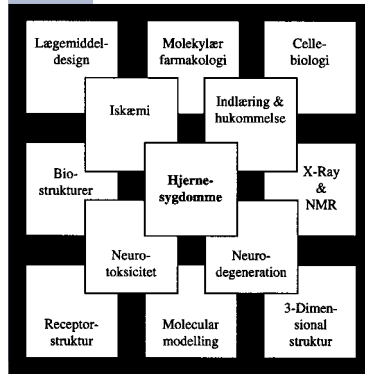 Lægemiddel-
design
Molekylær
farmakologi
Celle-
biologi
Iskæmi
Indlæring &
hukommelse
Bio-
strukturer
Hjerne-
sygdomme
X-Ray
&
NMR
Neuro-
toksicitet
Neuro-
degeneration
Receptor-
struktur
Molecular
modelling
3-Dimen-
sional
struktur